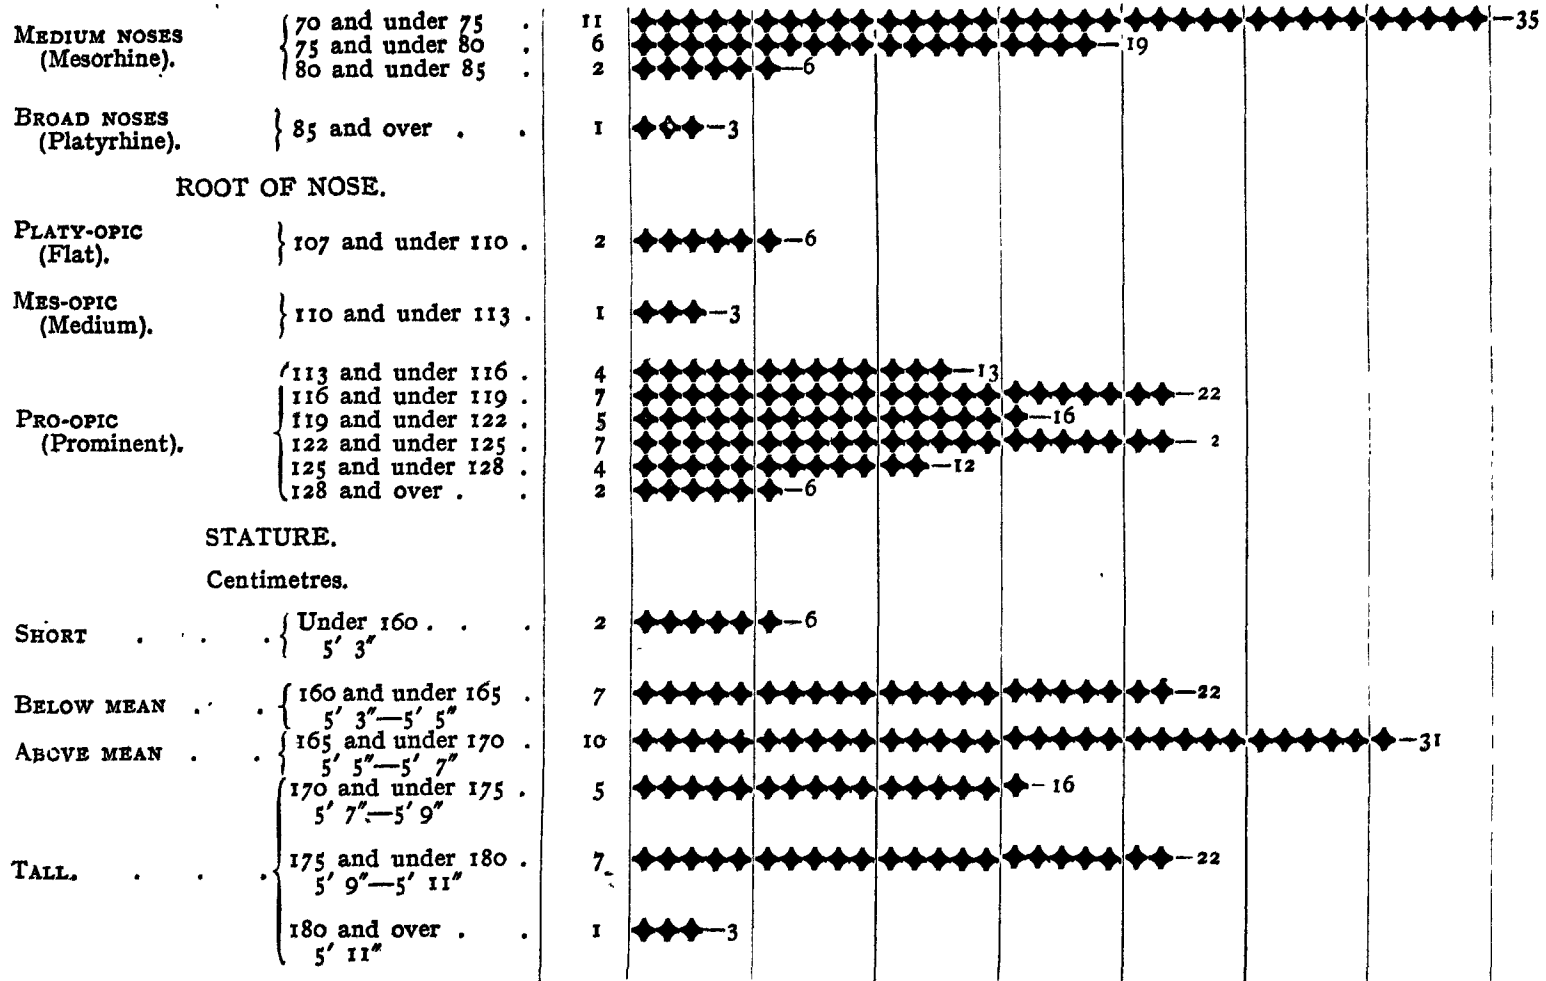 MEDIUM NOSES
(Mesorhine).
70 and under 75 . 11 —35
75 and under 80 . 6 —19
80 and under 85 . 2 —6
BROAD NOSES
(Platyrhine).
85 and over . . 1 —3
ROOT OF NOSE.
PLATY-OPIC
(Flat).
107 and under 110 . 2 —6
MES-OPIC
(Medium).
110 and under 113 . 1 —3
PRO-OPIC
(Prominent).
113 and under 116 . 4 —13
116 and under 119 . 7 —22
119 and under 122 . 5 —16
122 and under 125 . 7 — 2
125 and under 128 . 4 —12
128 and over . . 2 —6
STATURE.
Centimetres.
SHORT . . . Under 160 . . . 2 —6
5′ 3″
BELOW MEAN . . 160 and under 165 . 7 —22
5′ 3″—5′ 5″
ABOVE MEAN . . 165 and under 170 . 10 —31
5′ 5″—5′ 7″
170 and under 175 . 5 —16
5′ 7″—5′ 9″
TALL. . . . 175 and under 180 . 7 —22
5′ 9″—5′ 11″
180 and over . . 1 —3
5′ 11″